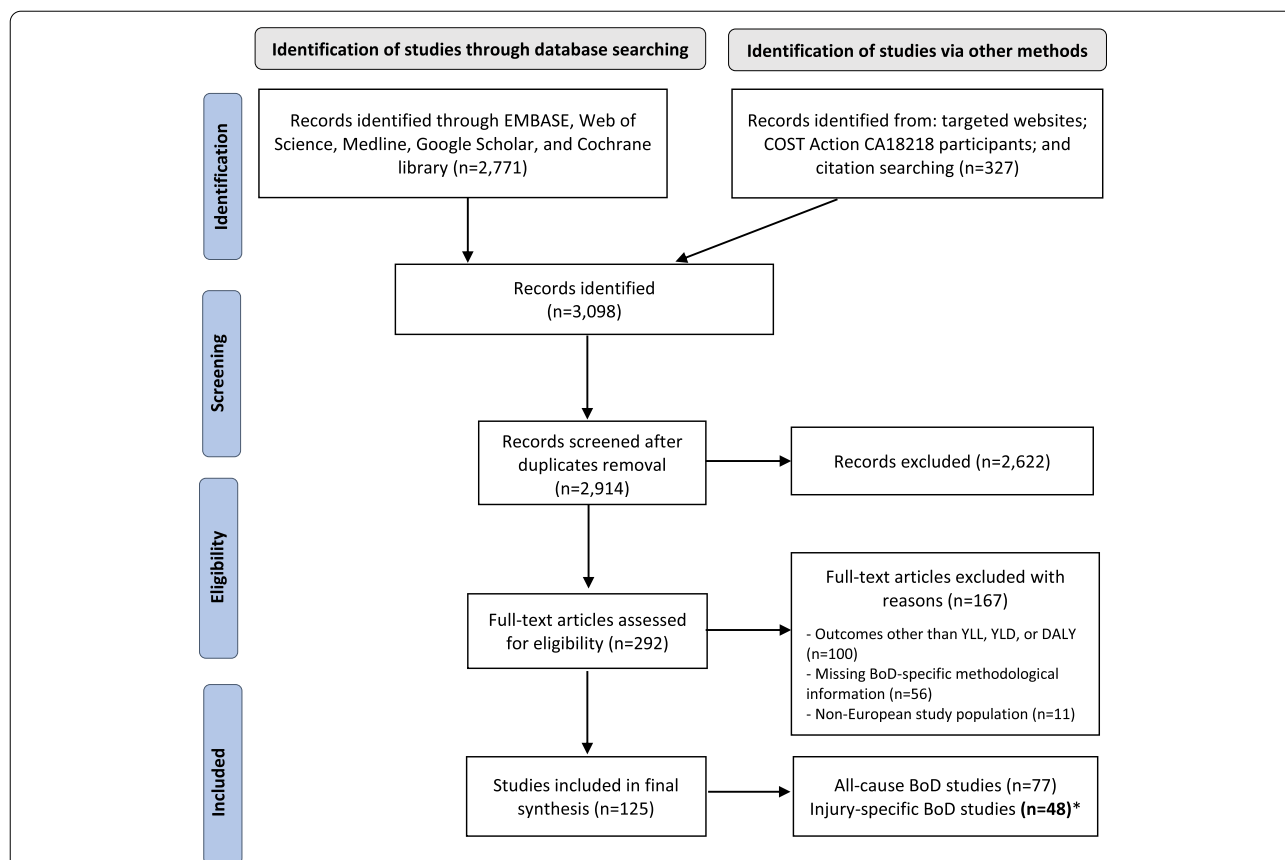 Identification of studies through database searching
Identification of studies via other methods
Identification
Records identified through EMBASE, Web of
Science, Medline, Google Scholar, and Cochrane
library (n=2,771)
Records identified from: targeted websites;
COST Action CA18218 participants; and
citation searching (n=327)
Screening
Records identified
(n=3,098)
Records screened after
duplicates removal
(n=2,914)
Records excluded (n=2,622)
Eligibility
Full-text articles assessed
for eligibility (n=292)
Full-text articles excluded with
reasons (n=167)
- Outcomes other than YLL, YLD, or DALY
(n=100)
- Missing BoD-specific methodological
information (n=56)
- Non-European study population (n=11)
Included
Studies included in final
synthesis (n=125)
All-cause BoD studies (n=77)
Injury-specific BoD studies (n=48)*